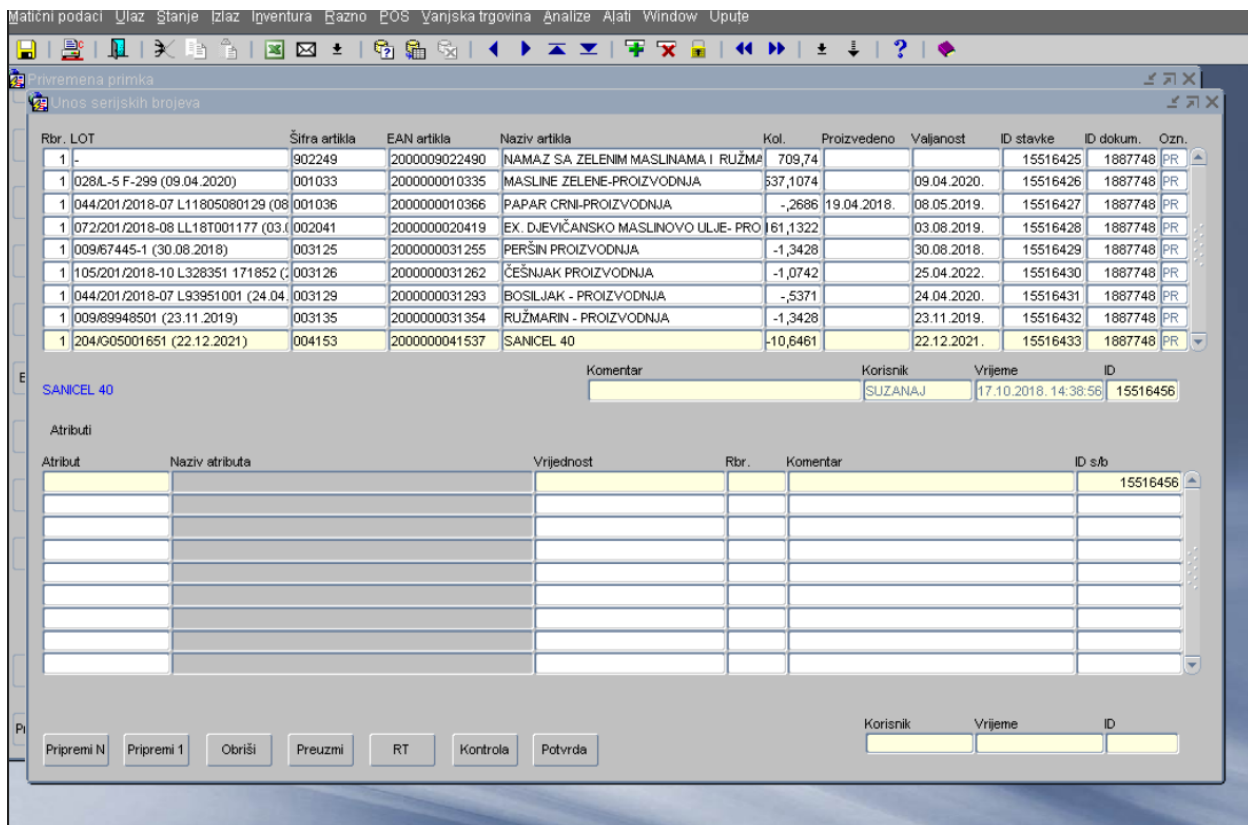 Matični podaci Ulaz Stanje Izlaz Inventura Razno POS Vanjska trgovina Analize Alati Window Upute
Privremena primka
Unos serijskih brojeva
Rbr. LOT Šifra artikla EAN artikla Naziv artikla Kol. Proizvedeno Valjanost ID stavke ID dokum. Ozn.
1 - 902249 2000009022490 NAMAZ SA ZELENIM MASLINAMA I RUŽMA 709,74 15516425 1887748 PR
1 028/L-5 F-299 (09.04.2020) 001033 2000000010335 MASLINE ZELENE-PROIZVODNJA 537,1074 09.04.2020. 15516426 1887748 PR
1 044/201/2018-07 L11805080129 (08 001036 2000000010366 PAPAR CRNI-PROIZVODNJA -,2686 19.04.2018. 08.05.2019. 15516427 1887748 PR
1 072/201/2018-08 LL18T001177 (03.0 002041 2000000020419 EX. DJEVIČANSKO MASLINOVO ULJE- PRO 161,1322 03.08.2019. 15516428 1887748 PR
1 009/67445-1 (30.08.2018) 003125 2000000031255 PERŠIN PROIZVODNJA -1,3428 30.08.2018. 15516429 1887748 PR
1 105/201/2018-10 L328351 171852 (2 003126 2000000031262 ČEŠNJAK PROIZVODNJA -1,0742 25.04.2022. 15516430 1887748 PR
1 044/201/2018-07 L93951001 (24.04. 003129 2000000031293 BOSILJAK - PROIZVODNJA -,5371 24.04.2020. 15516431 1887748 PR
1 009/89948501 (23.11.2019) 003135 2000000031354 RUŽMARIN - PROIZVODNJA -1,3428 23.11.2019. 15516432 1887748 PR
1 204/G05001651 (22.12.2021) 004153 2000000041537 SANICEL 40 -10,6461 22.12.2021. 15516433 1887748 PR
Komentar Korisnik Vrijeme ID
SANICEL 40 SUZANAJ 17.10.2018. 14:38:56 15516456
Atributi
Atribut Naziv atributa Vrijednost Rbr. Komentar ID s/b
15516456
Korisnik Vrijeme ID
Pripremi N Pripremi 1 Obriši Preuzmi RT Kontrola Potvrda